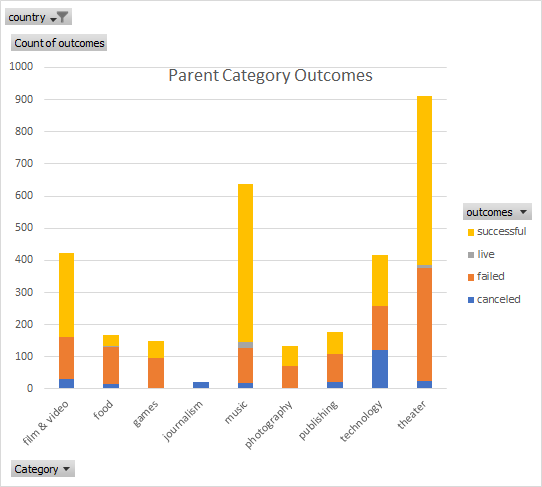 country
Count of outcomes
Parent Category Outcomes
1000
900
800
700
600
500
400
300
200
100
0
film & video
food
games
journalism
music
photography
publishing
technology
theater
outcomes
successful
live
failed
canceled
Category